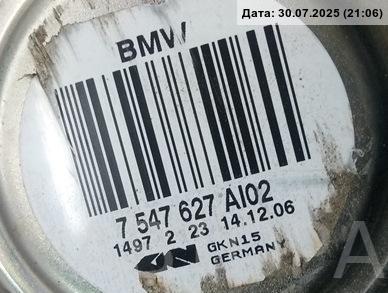 Дата: 30.07.2025 (21:06)
BMW
7 547 627 AI02
1497 2 23 14.12.06
GKN GKN15
GERMANY
A